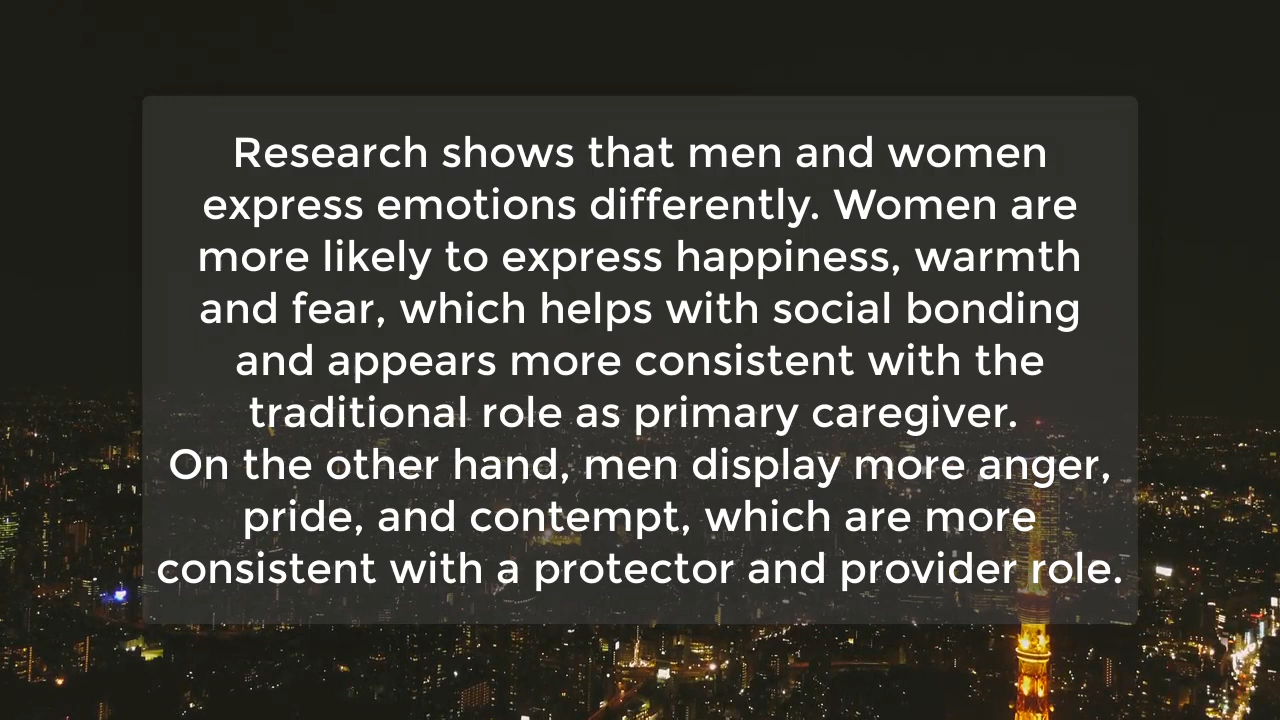 Research shows that men and women
express emotions differently. Women are
more likely to express happiness, warmth
and fear, which helps with social bonding
and appears more consistent with the
traditional role as primary caregiver.
On the other hand, men display more anger,
pride, and contempt, which are more
consistent with a protector and provider role.